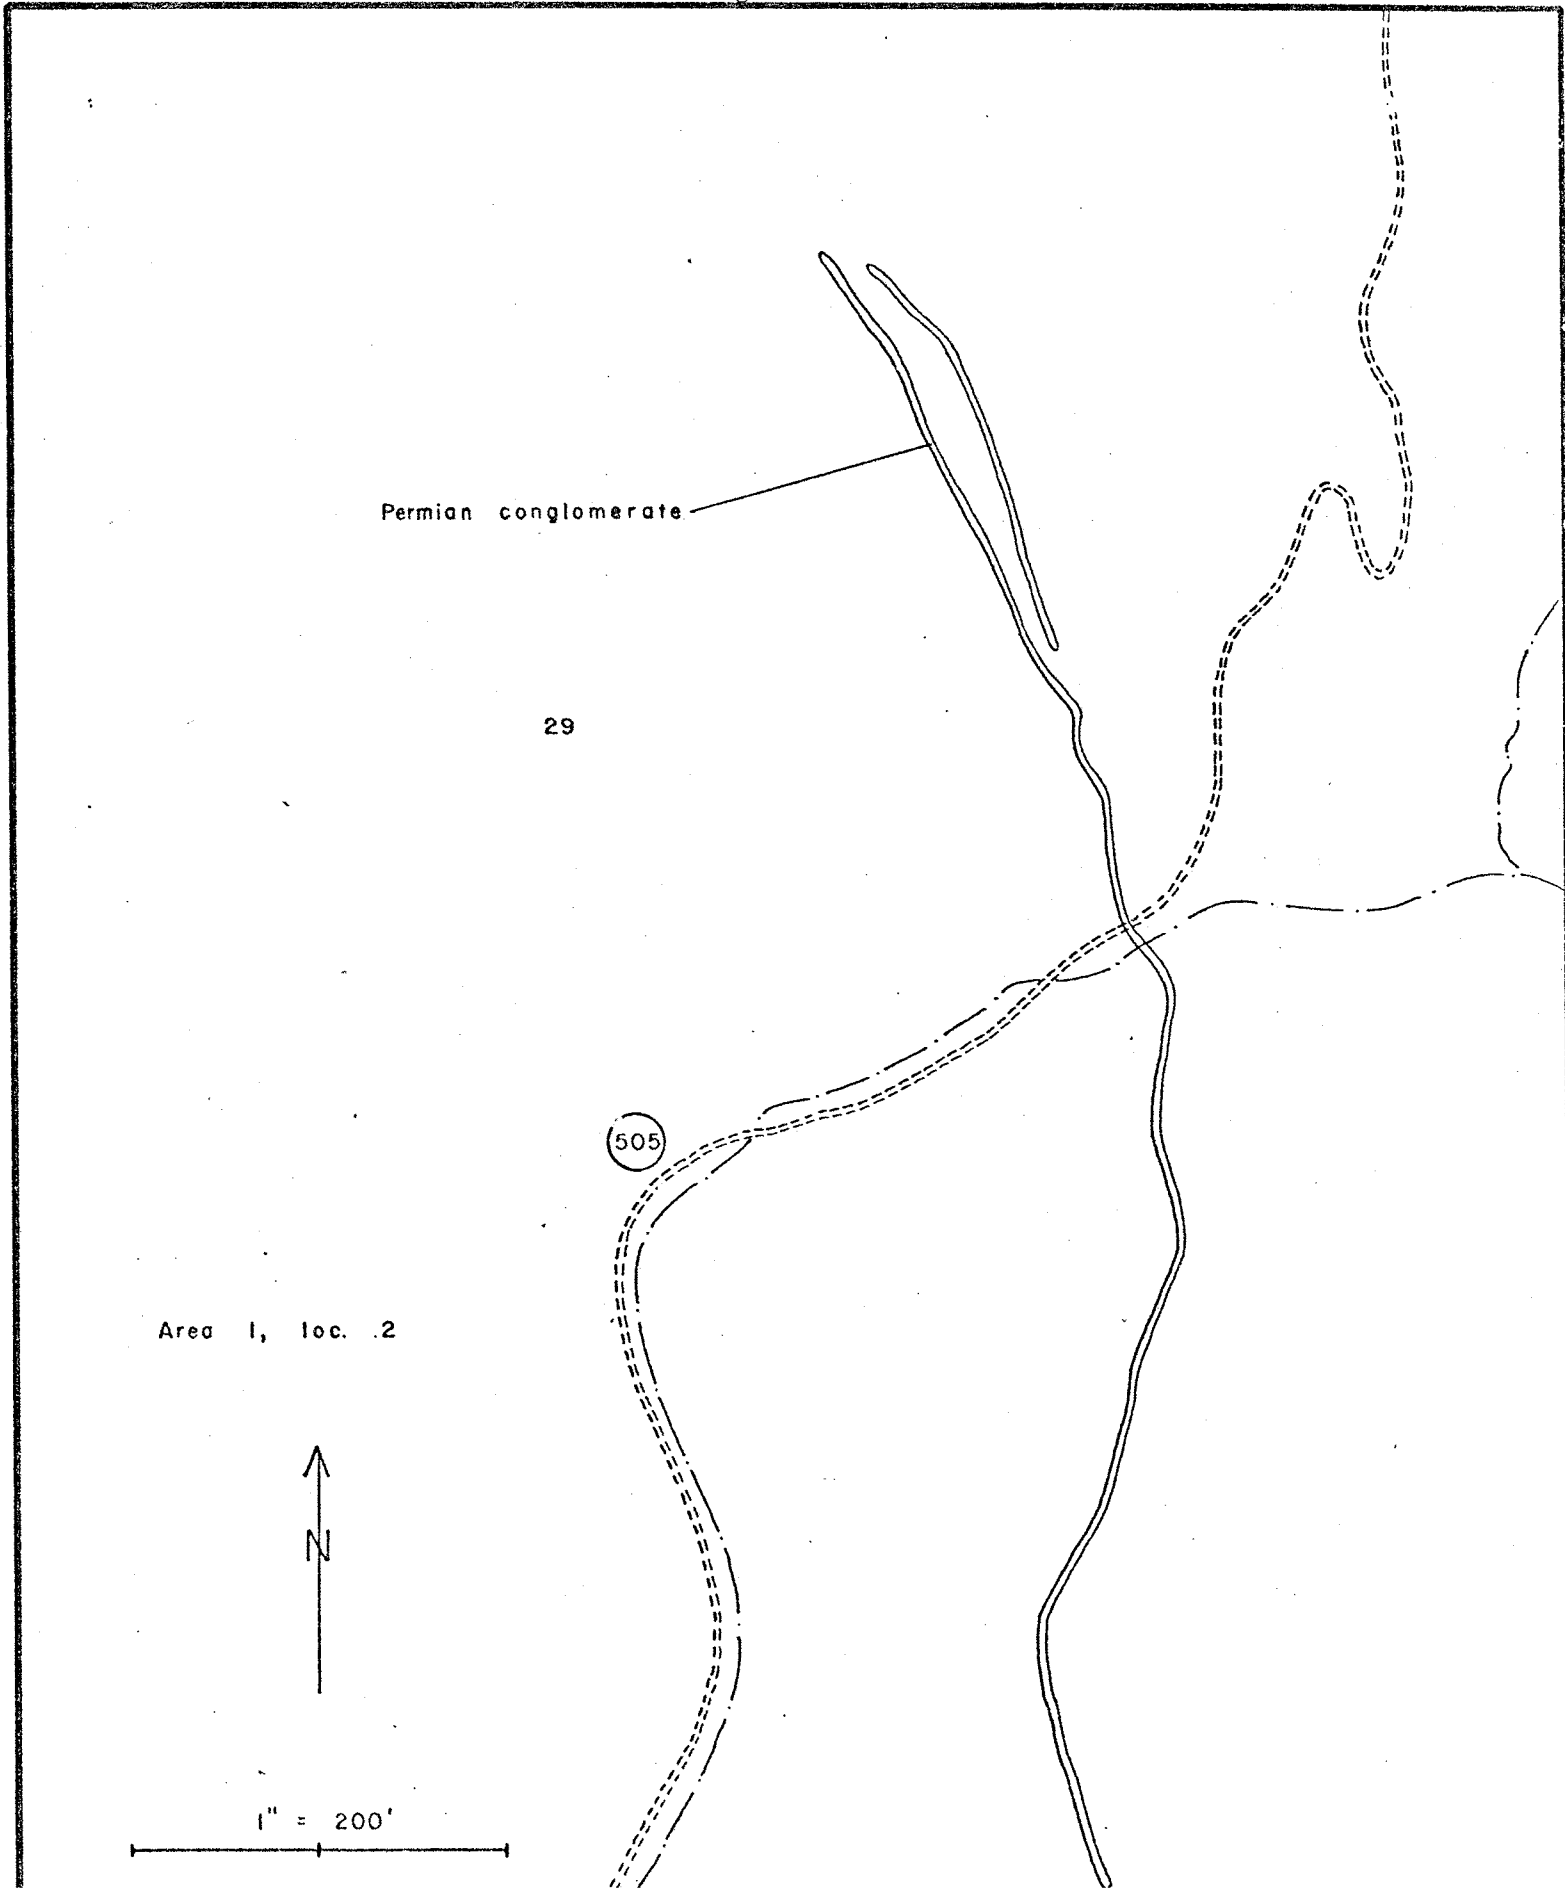 Permian conglomerate
29
505
Area 1, loc. 2
N
1" = 200'